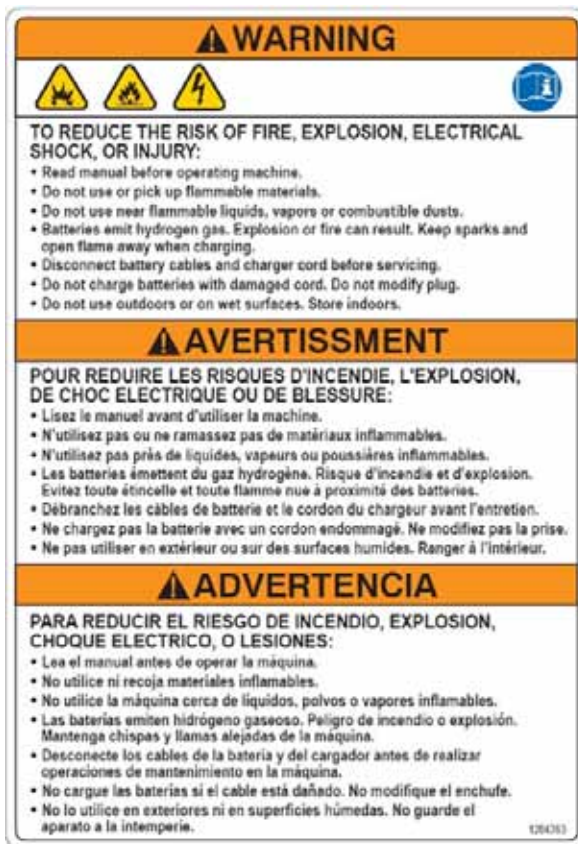 WARNING
TO REDUCE THE RISK OF FIRE, EXPLOSION, ELECTRICAL
SHOCK, OR INJURY:
• Read manual before operating machine.
• Do not use or pick up flammable materials.
• Do not use near flammable liquids, vapors or combustible dusts.
• Batteries emit hydrogen gas. Explosion or fire can result. Keep sparks and
open flame away when charging.
• Disconnect battery cables and charger cord before servicing.
• Do not charge batteries with damaged cord. Do not modify plug.
• Do not use outdoors or on wet surfaces. Store indoors.
AVERTISSMENT
POUR REDUIRE LES RISQUES D'INCENDIE, L'EXPLOSION,
DE CHOC ELECTRIQUE OU DE BLESSURE:
• Lisez le manuel avant d'utiliser la machine.
• N'utilisez pas ou ne ramassez pas de matériaux inflammables.
• N'utilisez pas près de liquides, vapeurs ou poussières inflammables.
• Les batteries émettent du gaz hydrogène. Risque d'incendie et d'explosion.
Evitez toute étincelle et toute flamme nue à proximité des batteries.
• Débranchez les câbles de batterie et le cordon du chargeur avant l'entretien.
• Ne chargez pas la batterie avec un cordon endommagé. Ne modifiez pas la prise.
• Ne pas utiliser en extérieur ou sur des surfaces humides. Ranger à l'intérieur.
ADVERTENCIA
PARA REDUCIR EL RIESGO DE INCENDIO, EXPLOSION,
CHOQUE ELECTRICO, O LESIONES:
• Lea el manual antes de operar la máquina.
• No utilice ni recoja materiales inflamables.
• No utilice la máquina cerca de líquidos, polvos o vapores inflamables.
• Las baterías emiten hidrógeno gaseoso. Peligro de incendio o explosión.
Mantenga chispas y llamas alejadas de la máquina.
• Desconecte los cables de la batería y del cargador antes de realizar
operaciones de mantenimiento en la máquina.
• No cargue las baterías si el cable está dañado. No modifique el enchufe.
• No lo utilice en exteriores ni en superficies húmedas. No guarde el
aparato a la intemperie.